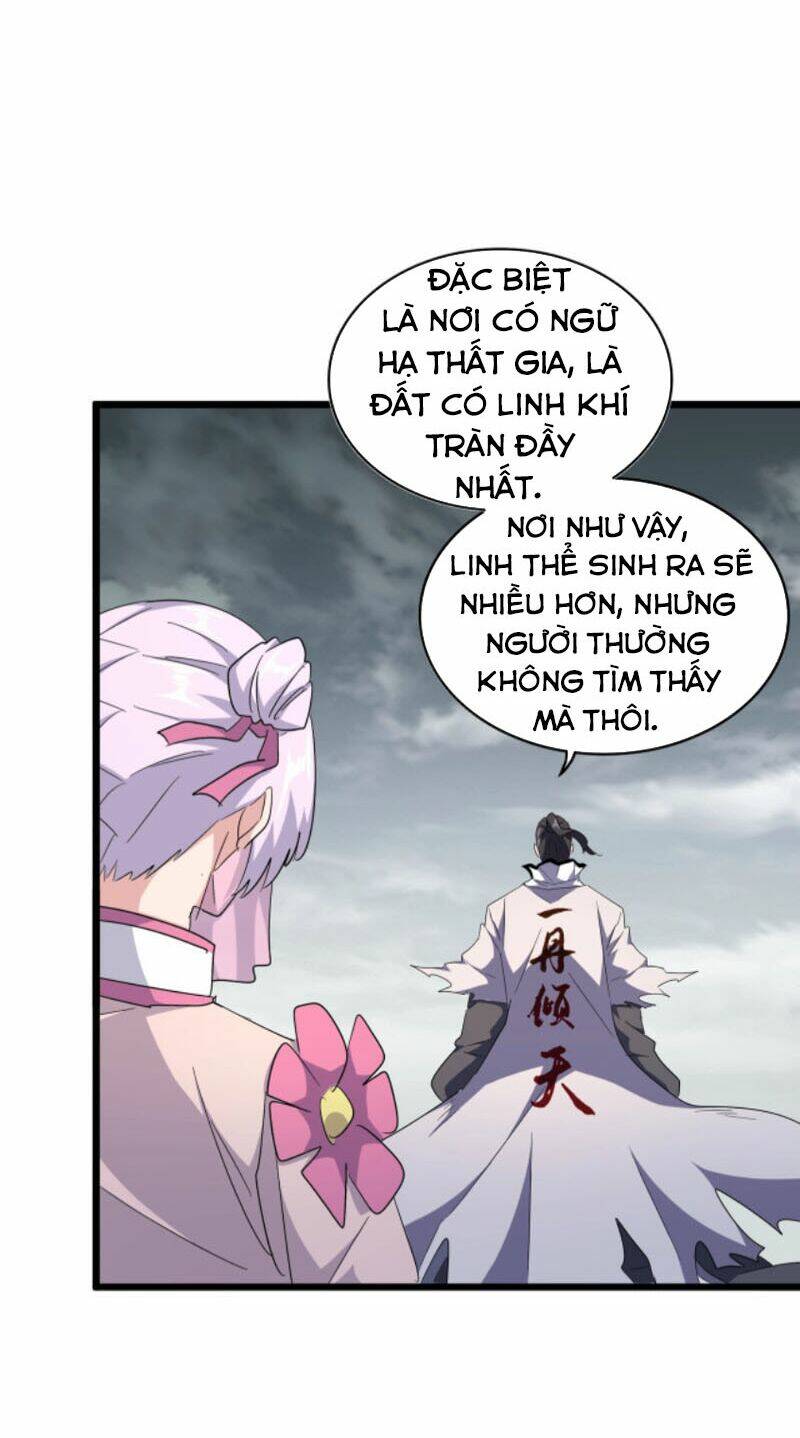 ĐẶC BIỆT
LÀ NƠI CÓ NGỮ
HẠ THẤT GIA, LÀ
ĐẤT CÓ LINH KHÍ
TRÀN ĐẦY
NHẤT.
NƠI NHƯ VẬY,
LINH THỂ SINH RA SẼ
NHIỀU HƠN, NHƯNG
NGƯỜI THƯỜNG
KHÔNG TÌM THẤY
MÀ THÔI.
一
丹
倾
天